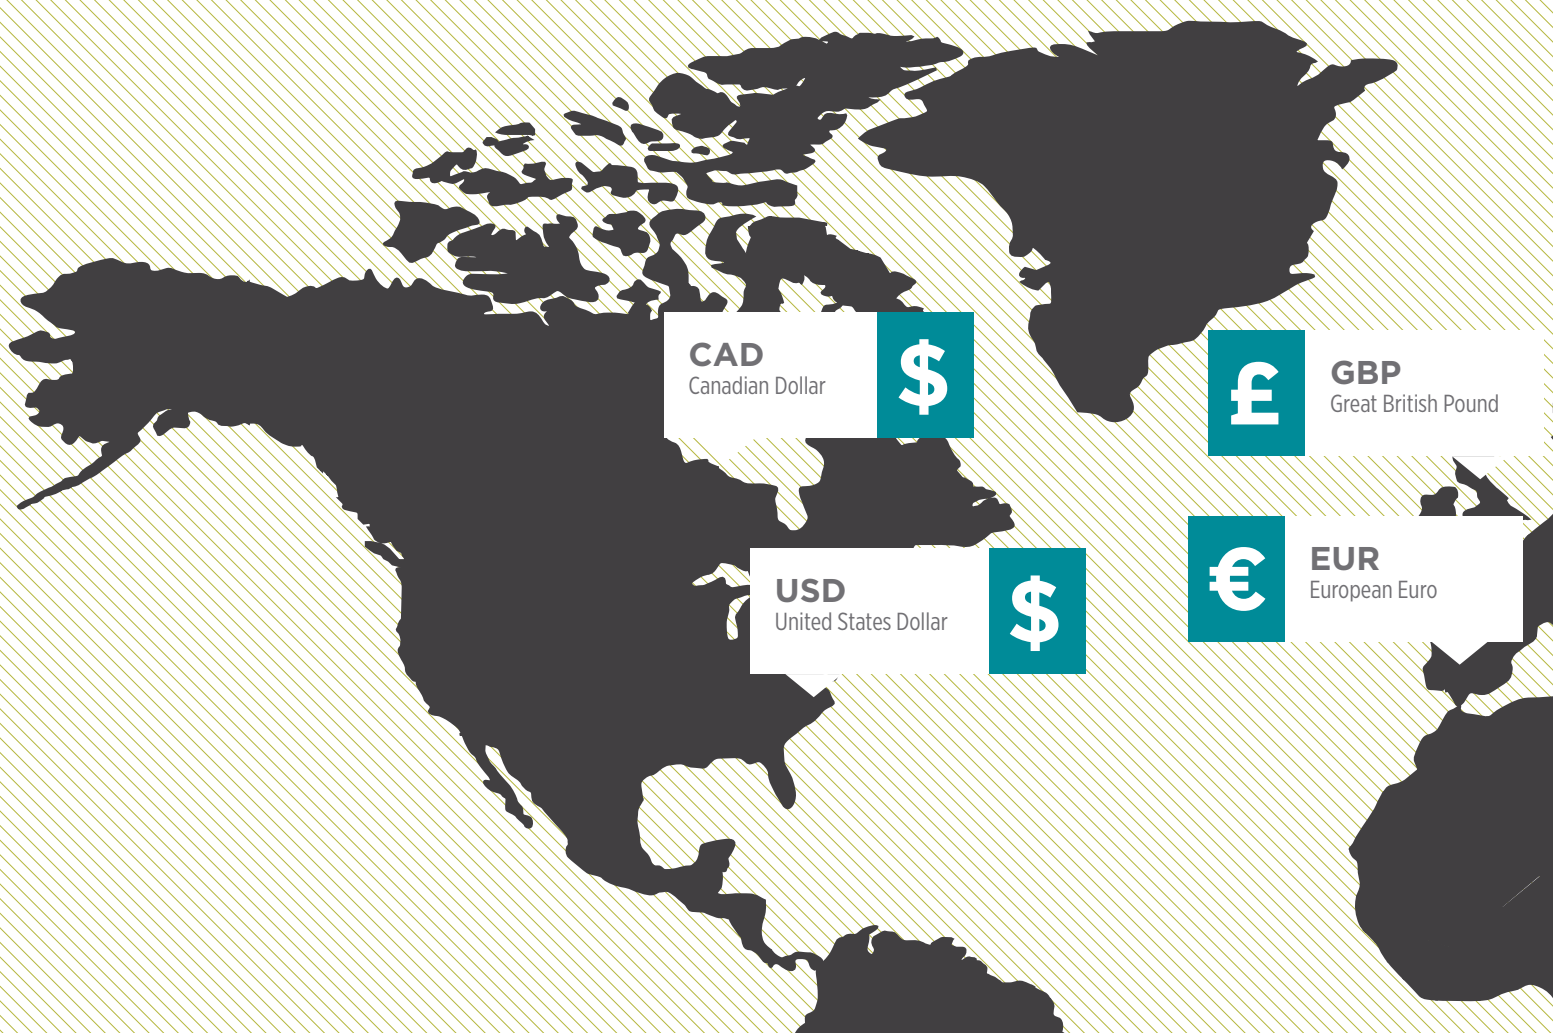 CAD
Canadian Dollar
$
£
GBP
Great British Pound
USD
United States Dollar
$
€
EUR
European Euro